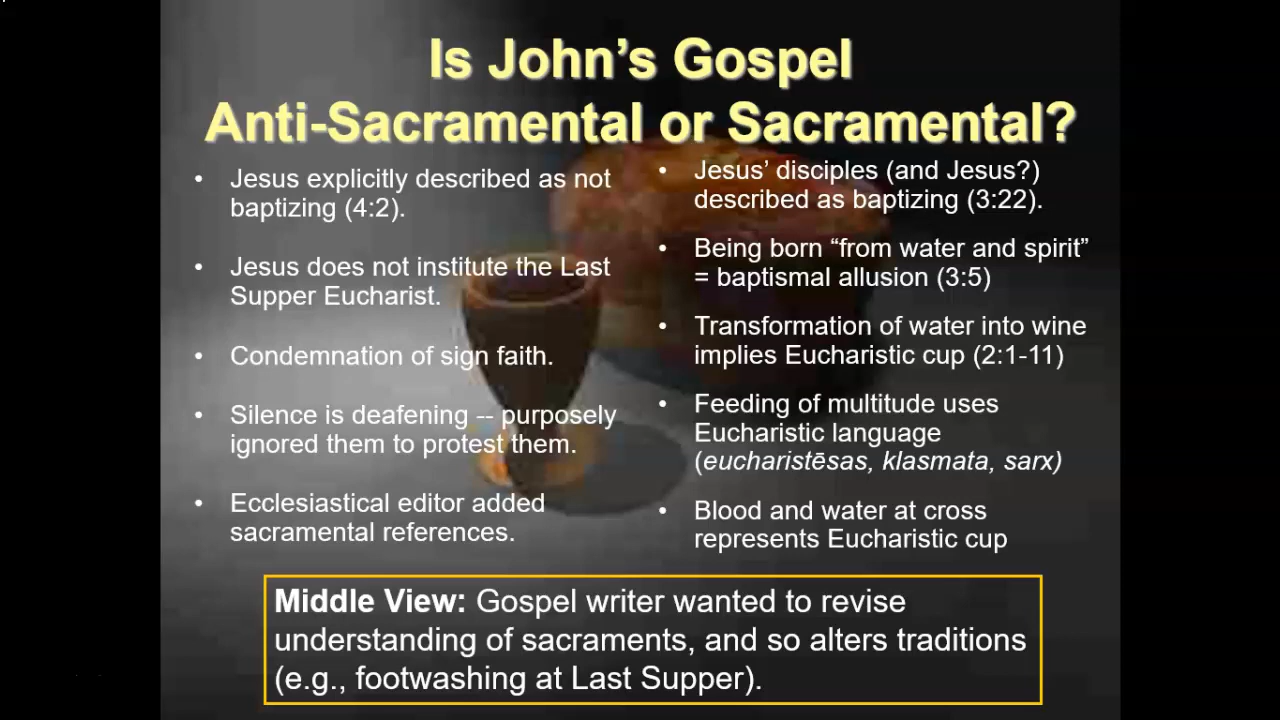 Is John’s Gospel
Anti-Sacramental or Sacramental?
• Jesus explicitly described as not
baptizing (4:2).
• Jesus does not institute the Last
Supper Eucharist.
• Condemnation of sign faith.
• Silence is deafening -- purposely
ignored them to protest them.
• Ecclesiastical editor added
sacramental references.
• Jesus’ disciples (and Jesus?)
described as baptizing (3:22).
• Being born “from water and spirit”
= baptismal allusion (3:5)
• Transformation of water into wine
implies Eucharistic cup (2:1-11)
• Feeding of multitude uses
Eucharistic language
(eucharistēsas, klasmata, sarx)
• Blood and water at cross
represents Eucharistic cup
Middle View: Gospel writer wanted to revise
understanding of sacraments, and so alters traditions
(e.g., footwashing at Last Supper).